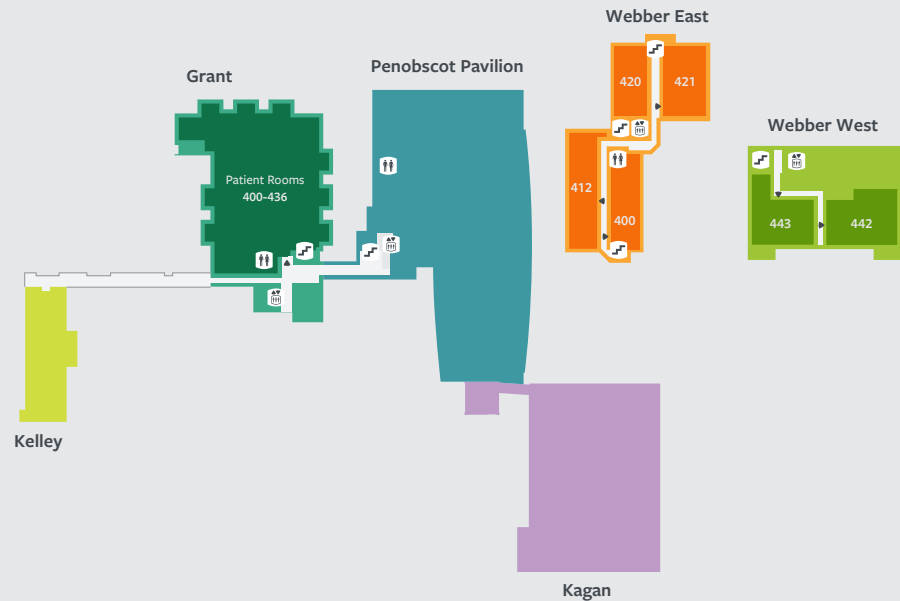 Webber East
Penobscot Pavilion
Grant
420
421
Webber West
Patient Rooms
400-436
412
400
443
442
Kelley
Kagan